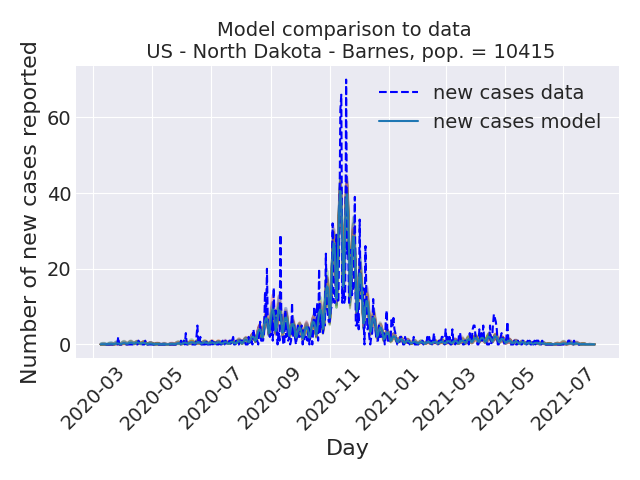 Model comparison to data
US - North Dakota - Barnes, pop. = 10415
new cases data
new cases model
Number of new cases reported
60
40
20
0
2020-03
2020-05
2020-07
2020-09
2020-11
2021-01
2021-03
2021-05
2021-07
Day